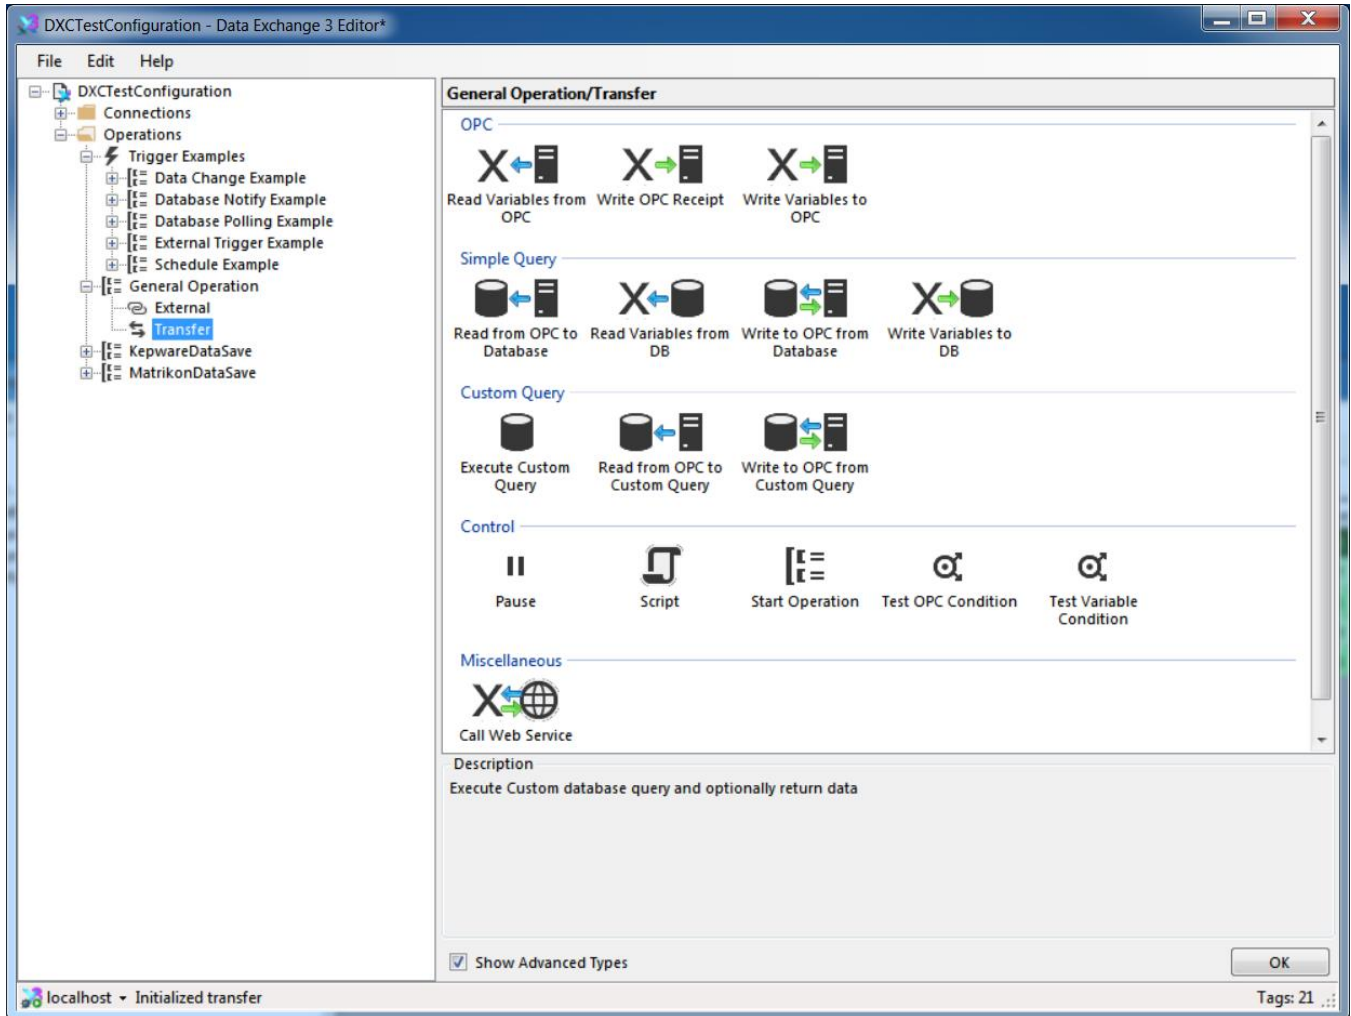 DXCTestConfiguration - Data Exchange 3 Editor*
File Edit Help
DXCTestConfiguration
Connections
Operations
Trigger Examples
Data Change Example
Database Notify Example
Database Polling Example
External Trigger Example
Schedule Example
General Operation
External
Transfer
KepwareDataSave
MatrikonDataSave
General Operation/Transfer
OPC
Read Variables from Write OPC Receipt Write Variables to
OPC OPC
Simple Query
Read from OPC to Read Variables from Write to OPC from Write Variables to
Database DB Database DB
Custom Query
Execute Custom Read from OPC to Write to OPC from
Query Custom Query Custom Query
Control
Pause Script Start Operation Test OPC Condition Test Variable
Condition
Miscellaneous
Call Web Service
Description
Execute Custom database query and optionally return data
Show Advanced Types OK
localhost Initialized transfer Tags: 21